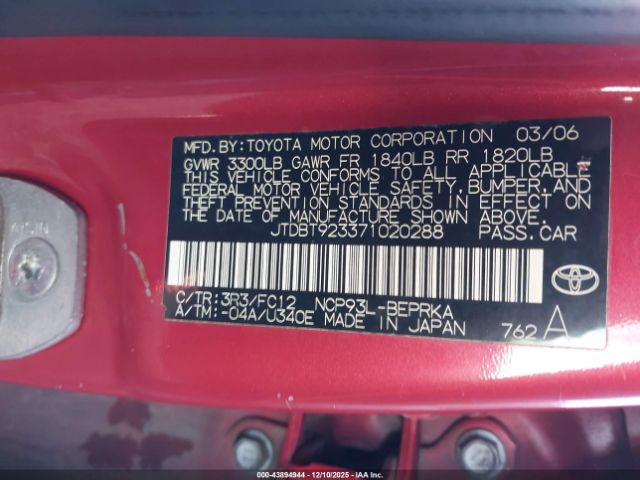 MFD. BY: TOYOTA MOTOR CORPORATION 03/06
GVWR 3300LB GAWR FR 1840LB RR 1820LB
THIS VEHICLE CONFORMS TO ALL APPLICABLE
FEDERAL MOTOR VEHICLE SAFETY, BUMPER, AND
THEFT PREVENTION STANDARDS IN EFFECT ON
THE DATE OF MANUFACTURE SHOWN ABOVE.
JTDBT923371020288 PASS.CAR
C/TR: 3R3/FC12 NCP93L-BEPRKA
A/TM: -04A/U340E MADE IN JAPAN
762 A
TOYOTA
AISIN
000-43894944 | 12/10/2025 - IAA Inc.